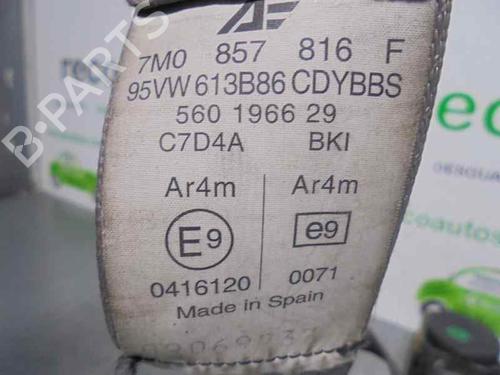 AF
7M0 857 816 F
95VW 613B86 CDYBBS
560 1966 29
C7D4A BKI
Ar4m Ar4m
E9 e9
0416120 0071
Made in Spain
B-PARTS